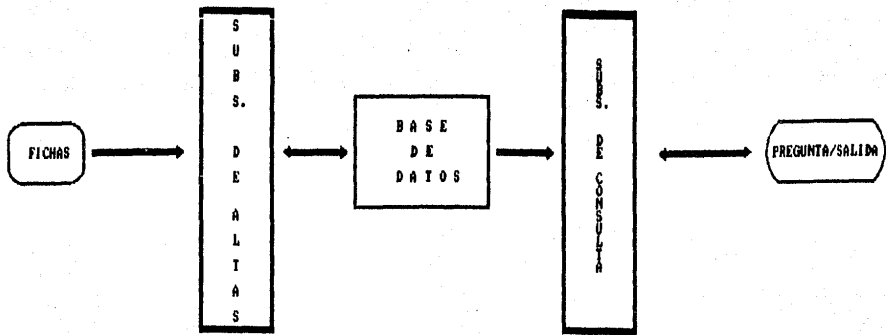 FICHAS
SUBS. DE ALTAS
BASE
DE
DATOS
SUBS. DE CONSULTA
PREGUNTA/SALIDA